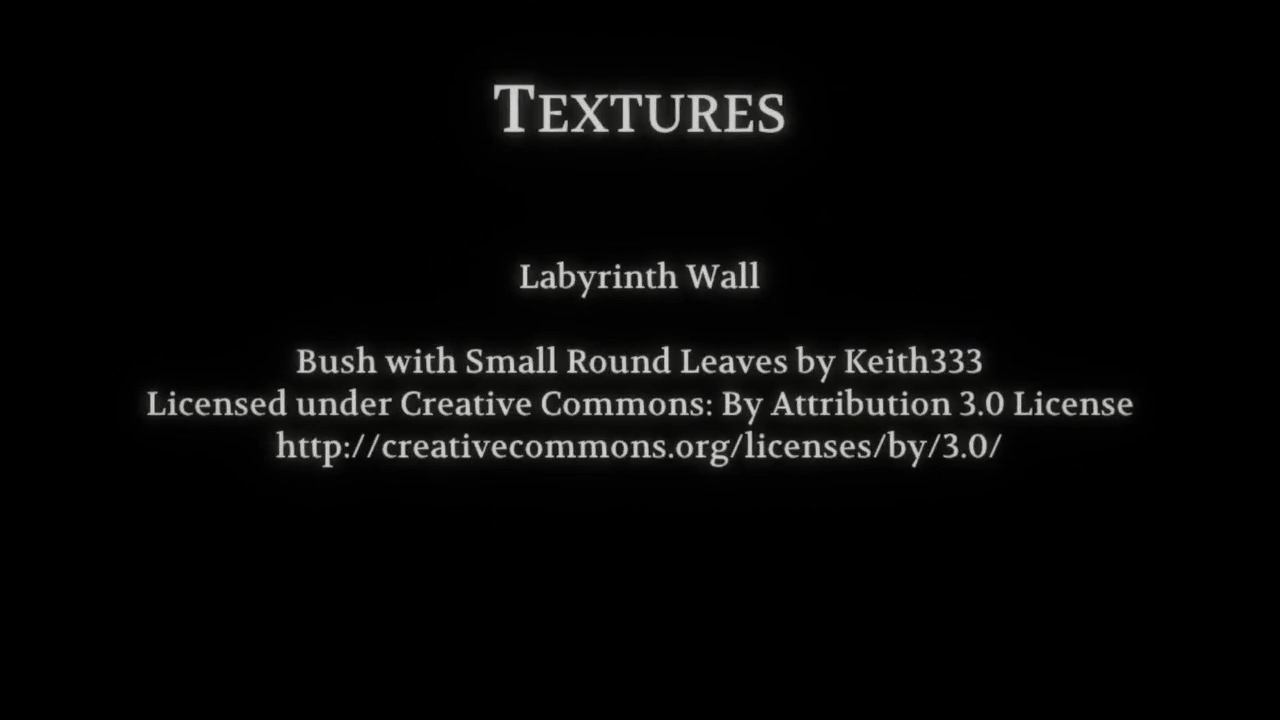 Textures
Labyrinth Wall
Bush with Small Round Leaves by Keith333
Licensed under Creative Commons: By Attribution 3.0 License
http://creativecommons.org/licenses/by/3.0/